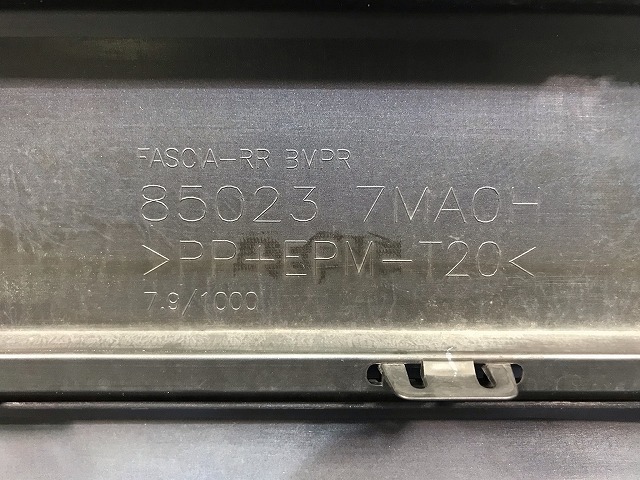 FASCIA-RR BMPR
85023 7MA0H
>PP+EPM-T20<
7.9/1000